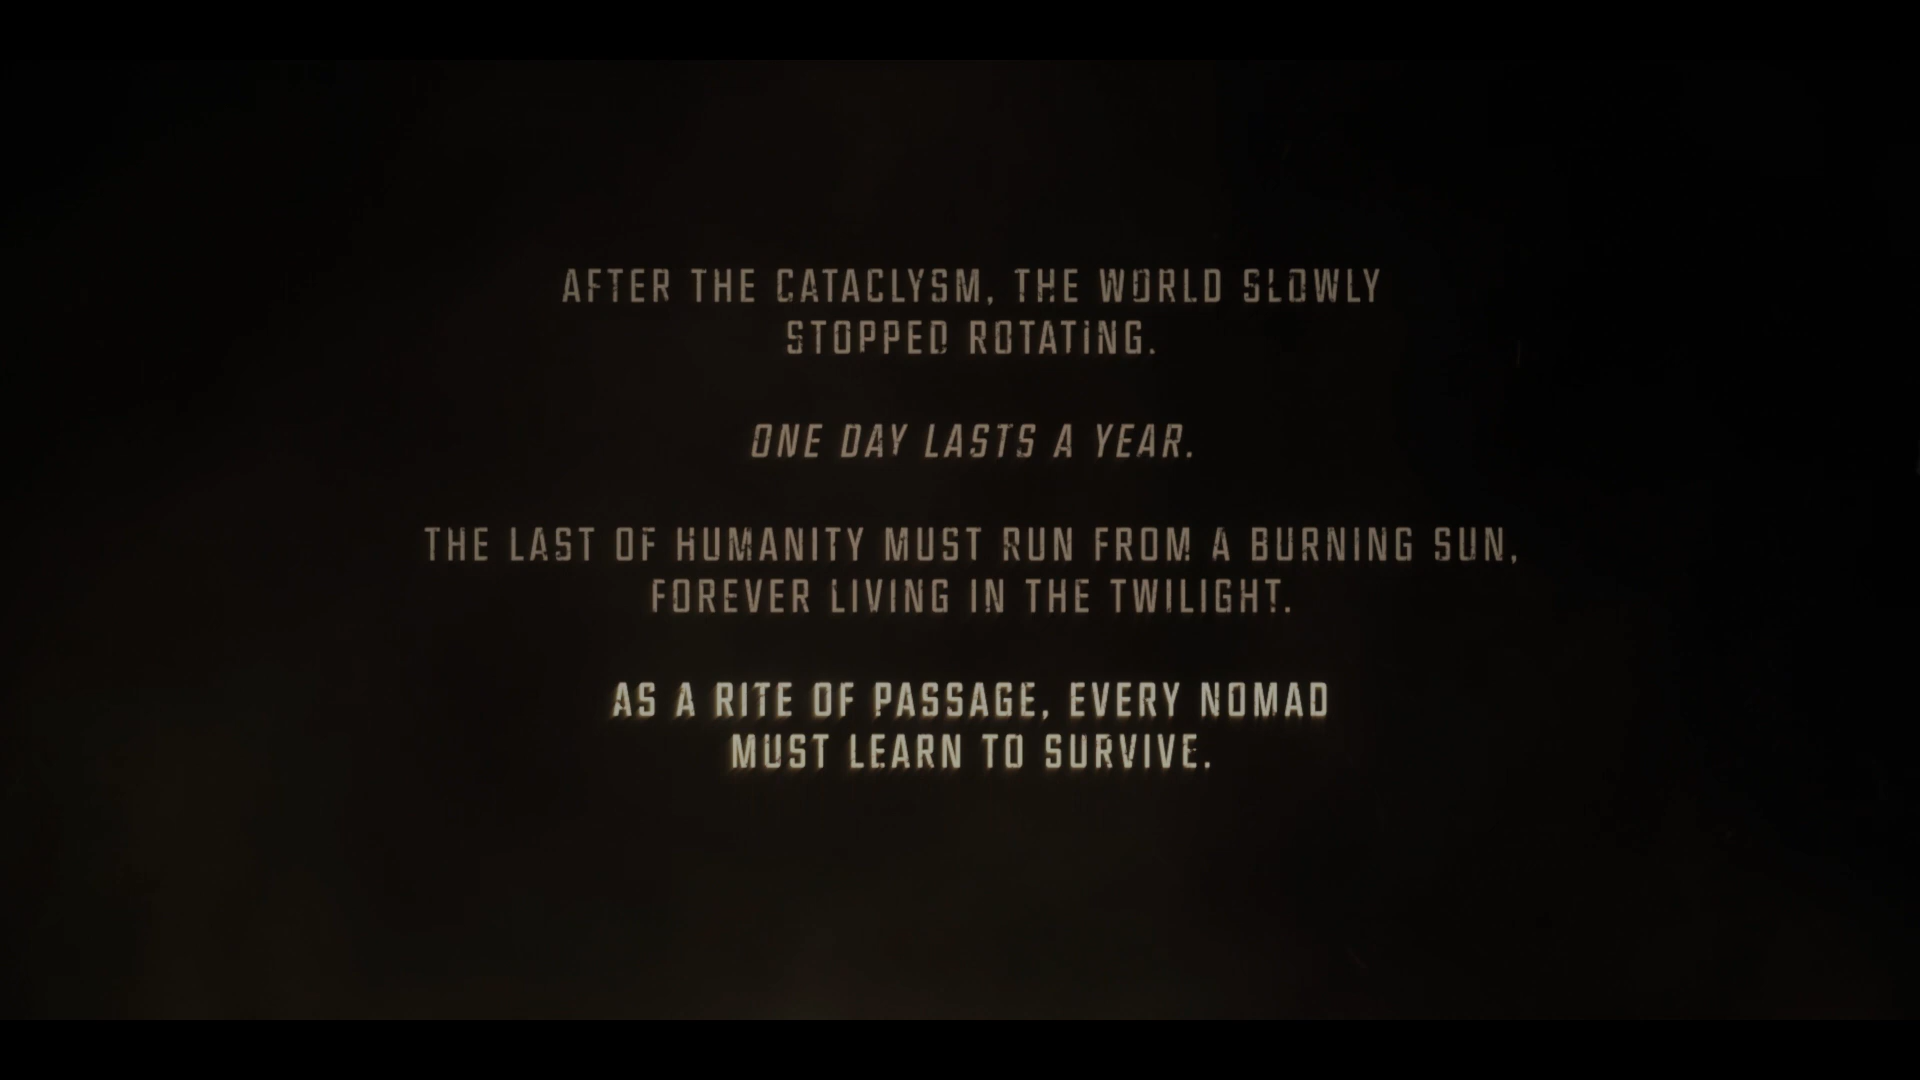 AFTER THE CATACLYSM, THE WORLD SLOWLY
STOPPED ROTATING.
ONE DAY LASTS A YEAR.
THE LAST OF HUMANITY MUST RUN FROM A BURNING SUN,
FOREVER LIVING IN THE TWILIGHT.
AS A RITE OF PASSAGE, EVERY NOMAD
MUST LEARN TO SURVIVE.